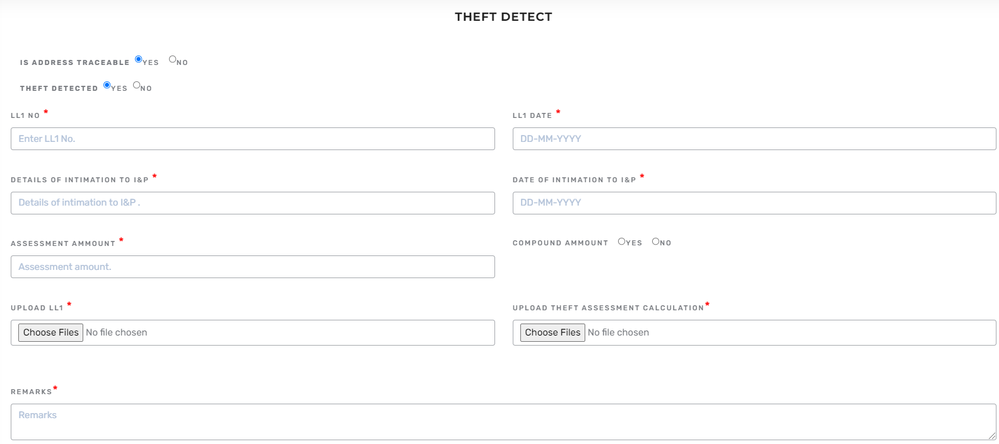 THEFT DETECT
IS ADDRESS TRACEABLE YES NO
THEFT DETECTED YES NO
LL1 NO *
LL1 DATE *
Enter LL1 No.
DD-MM-YYYY
DETAILS OF INTIMATION TO I&P *
DATE OF INTIMATION TO I&P *
Details of intimation to I&P .
DD-MM-YYYY
ASSESSMENT AMMOUNT *
COMPOUND AMMOUNT YES NO
Assessment amount.
UPLOAD LL1 *
UPLOAD THEFT ASSESSMENT CALCULATION*
Choose Files No file chosen
Choose Files No file chosen
REMARKS*
Remarks